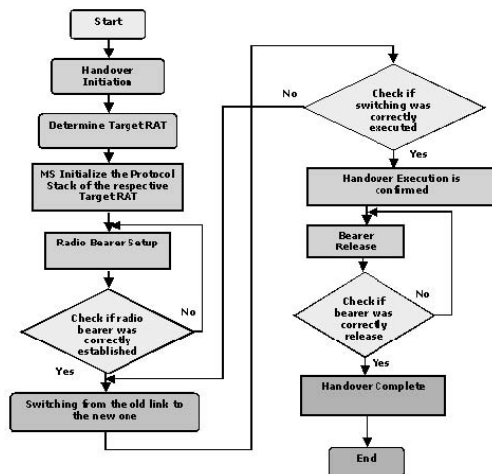 Start
Handover
Initiation
Determine Target RAT
MS Initialize the Protocol
Stack of the respective
Target RAT
Radio Bearer Setup
Check if radio
bearer was
correctly
established
No
Yes
Switching from the old link to
the new one
Check if
switching was
correctly
executed
No
Yes
Handover Execution is
confirmed
Bearer
Release
Check if
bearer was
correctly
release
No
Yes
Handover Complete
End